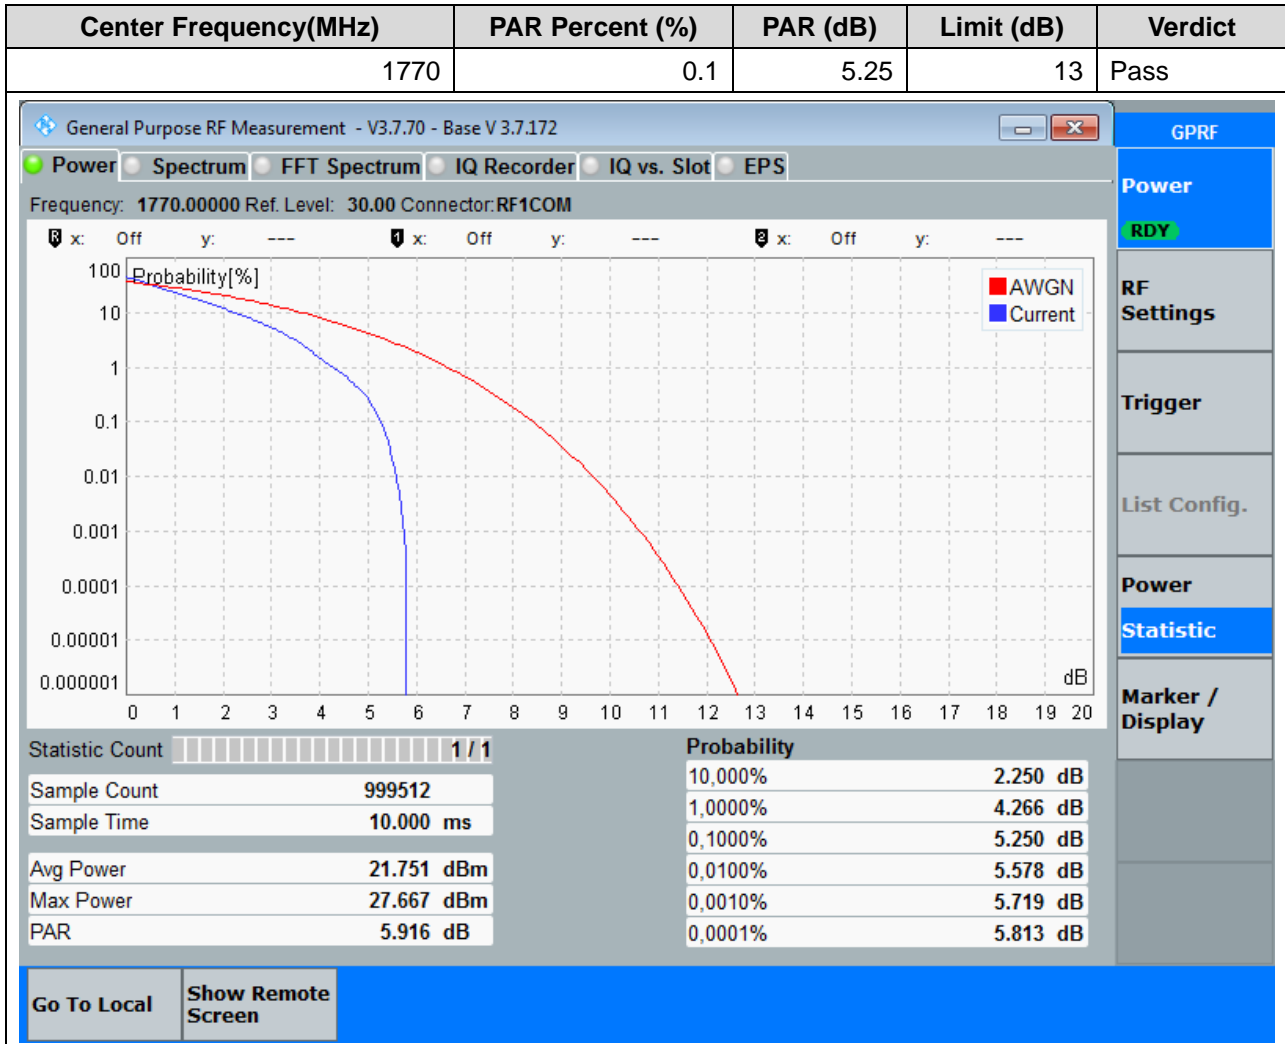 Center Frequency(MHz) PAR Percent (%) PAR (dB) Limit (dB) Verdict
1770 0.1 5.25 13 Pass
General Purpose RF Measurement - V3.7.70 - Base V 3.7.172
GPRF
Power Spectrum FFT Spectrum IQ Recorder IQ vs. Slot EPS
Frequency: 1770.00000 Ref. Level: 30.00 Connector:RF1COM
R x: Off y: --- 1 x: Off y: --- 2 x: Off y: ---
Probability[%]
AWGN
Current
100
10
1
0.1
0.01
0.001
0.0001
0.00001
0.000001
dB
0 1 2 3 4 5 6 7 8 9 10 11 12 13 14 15 16 17 18 19 20
Statistic Count 1 / 1
Sample Count 999512
Sample Time 10.000 ms
Avg Power 21.751 dBm
Max Power 27.667 dBm
PAR 5.916 dB
Probability
10,000% 2.250 dB
1,0000% 4.266 dB
0,1000% 5.250 dB
0,0100% 5.578 dB
0,0010% 5.719 dB
0,0001% 5.813 dB
Power
RDY
RF
Settings
Trigger
List Config.
Power
Statistic
Marker /
Display
Go To Local
Show Remote
Screen